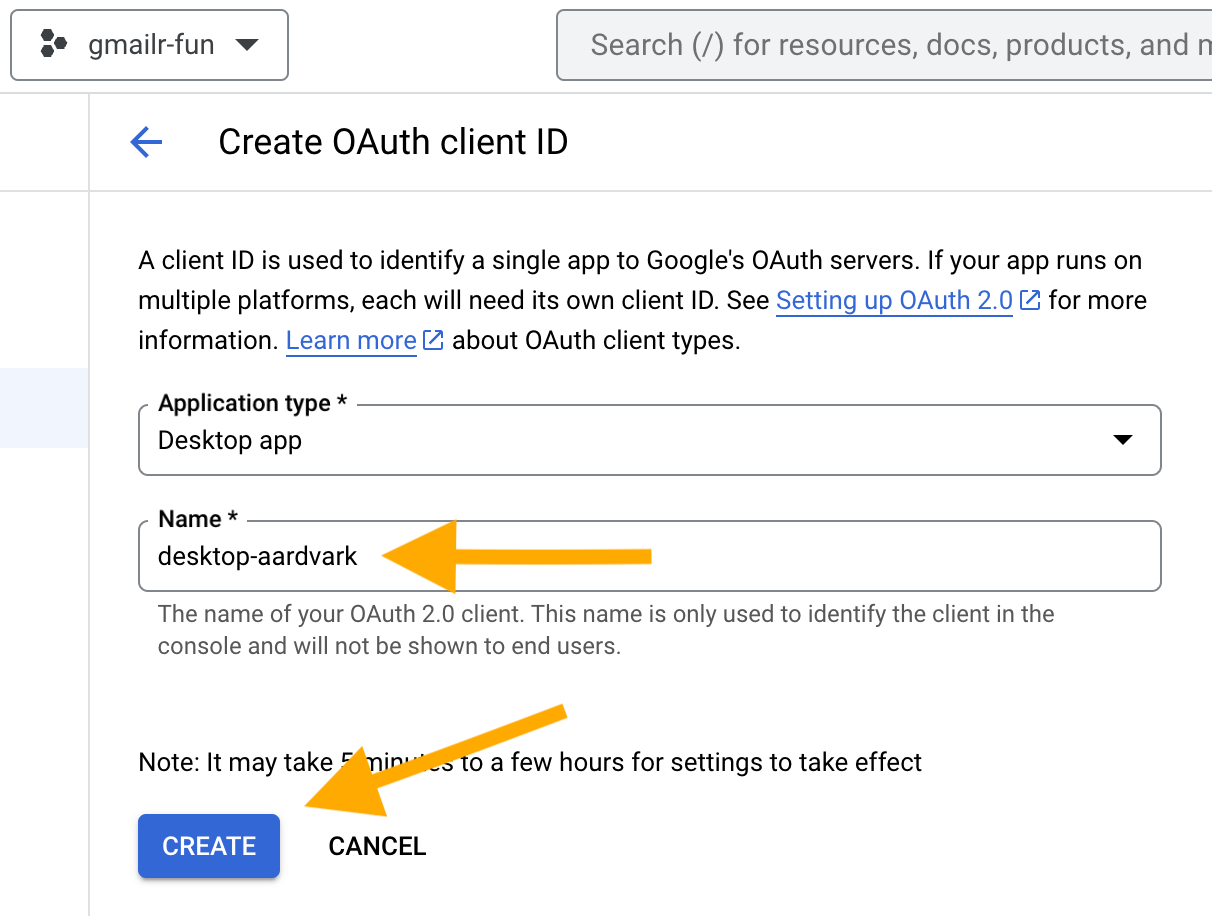 gmailr-fun
Search (/) for resources, docs, products, and
Create OAuth client ID
A client ID is used to identify a single app to Google's OAuth servers. If your app runs on
multiple platforms, each will need its own client ID. See Setting up OAuth 2.0 for more
information. Learn more about OAuth client types.
Application type *
Desktop app
Name *
desktop-aardvark
The name of your OAuth 2.0 client. This name is only used to identify the client in the
console and will not be shown to end users.
Note: It may take 5 minutes to a few hours for settings to take effect
CREATE
CANCEL